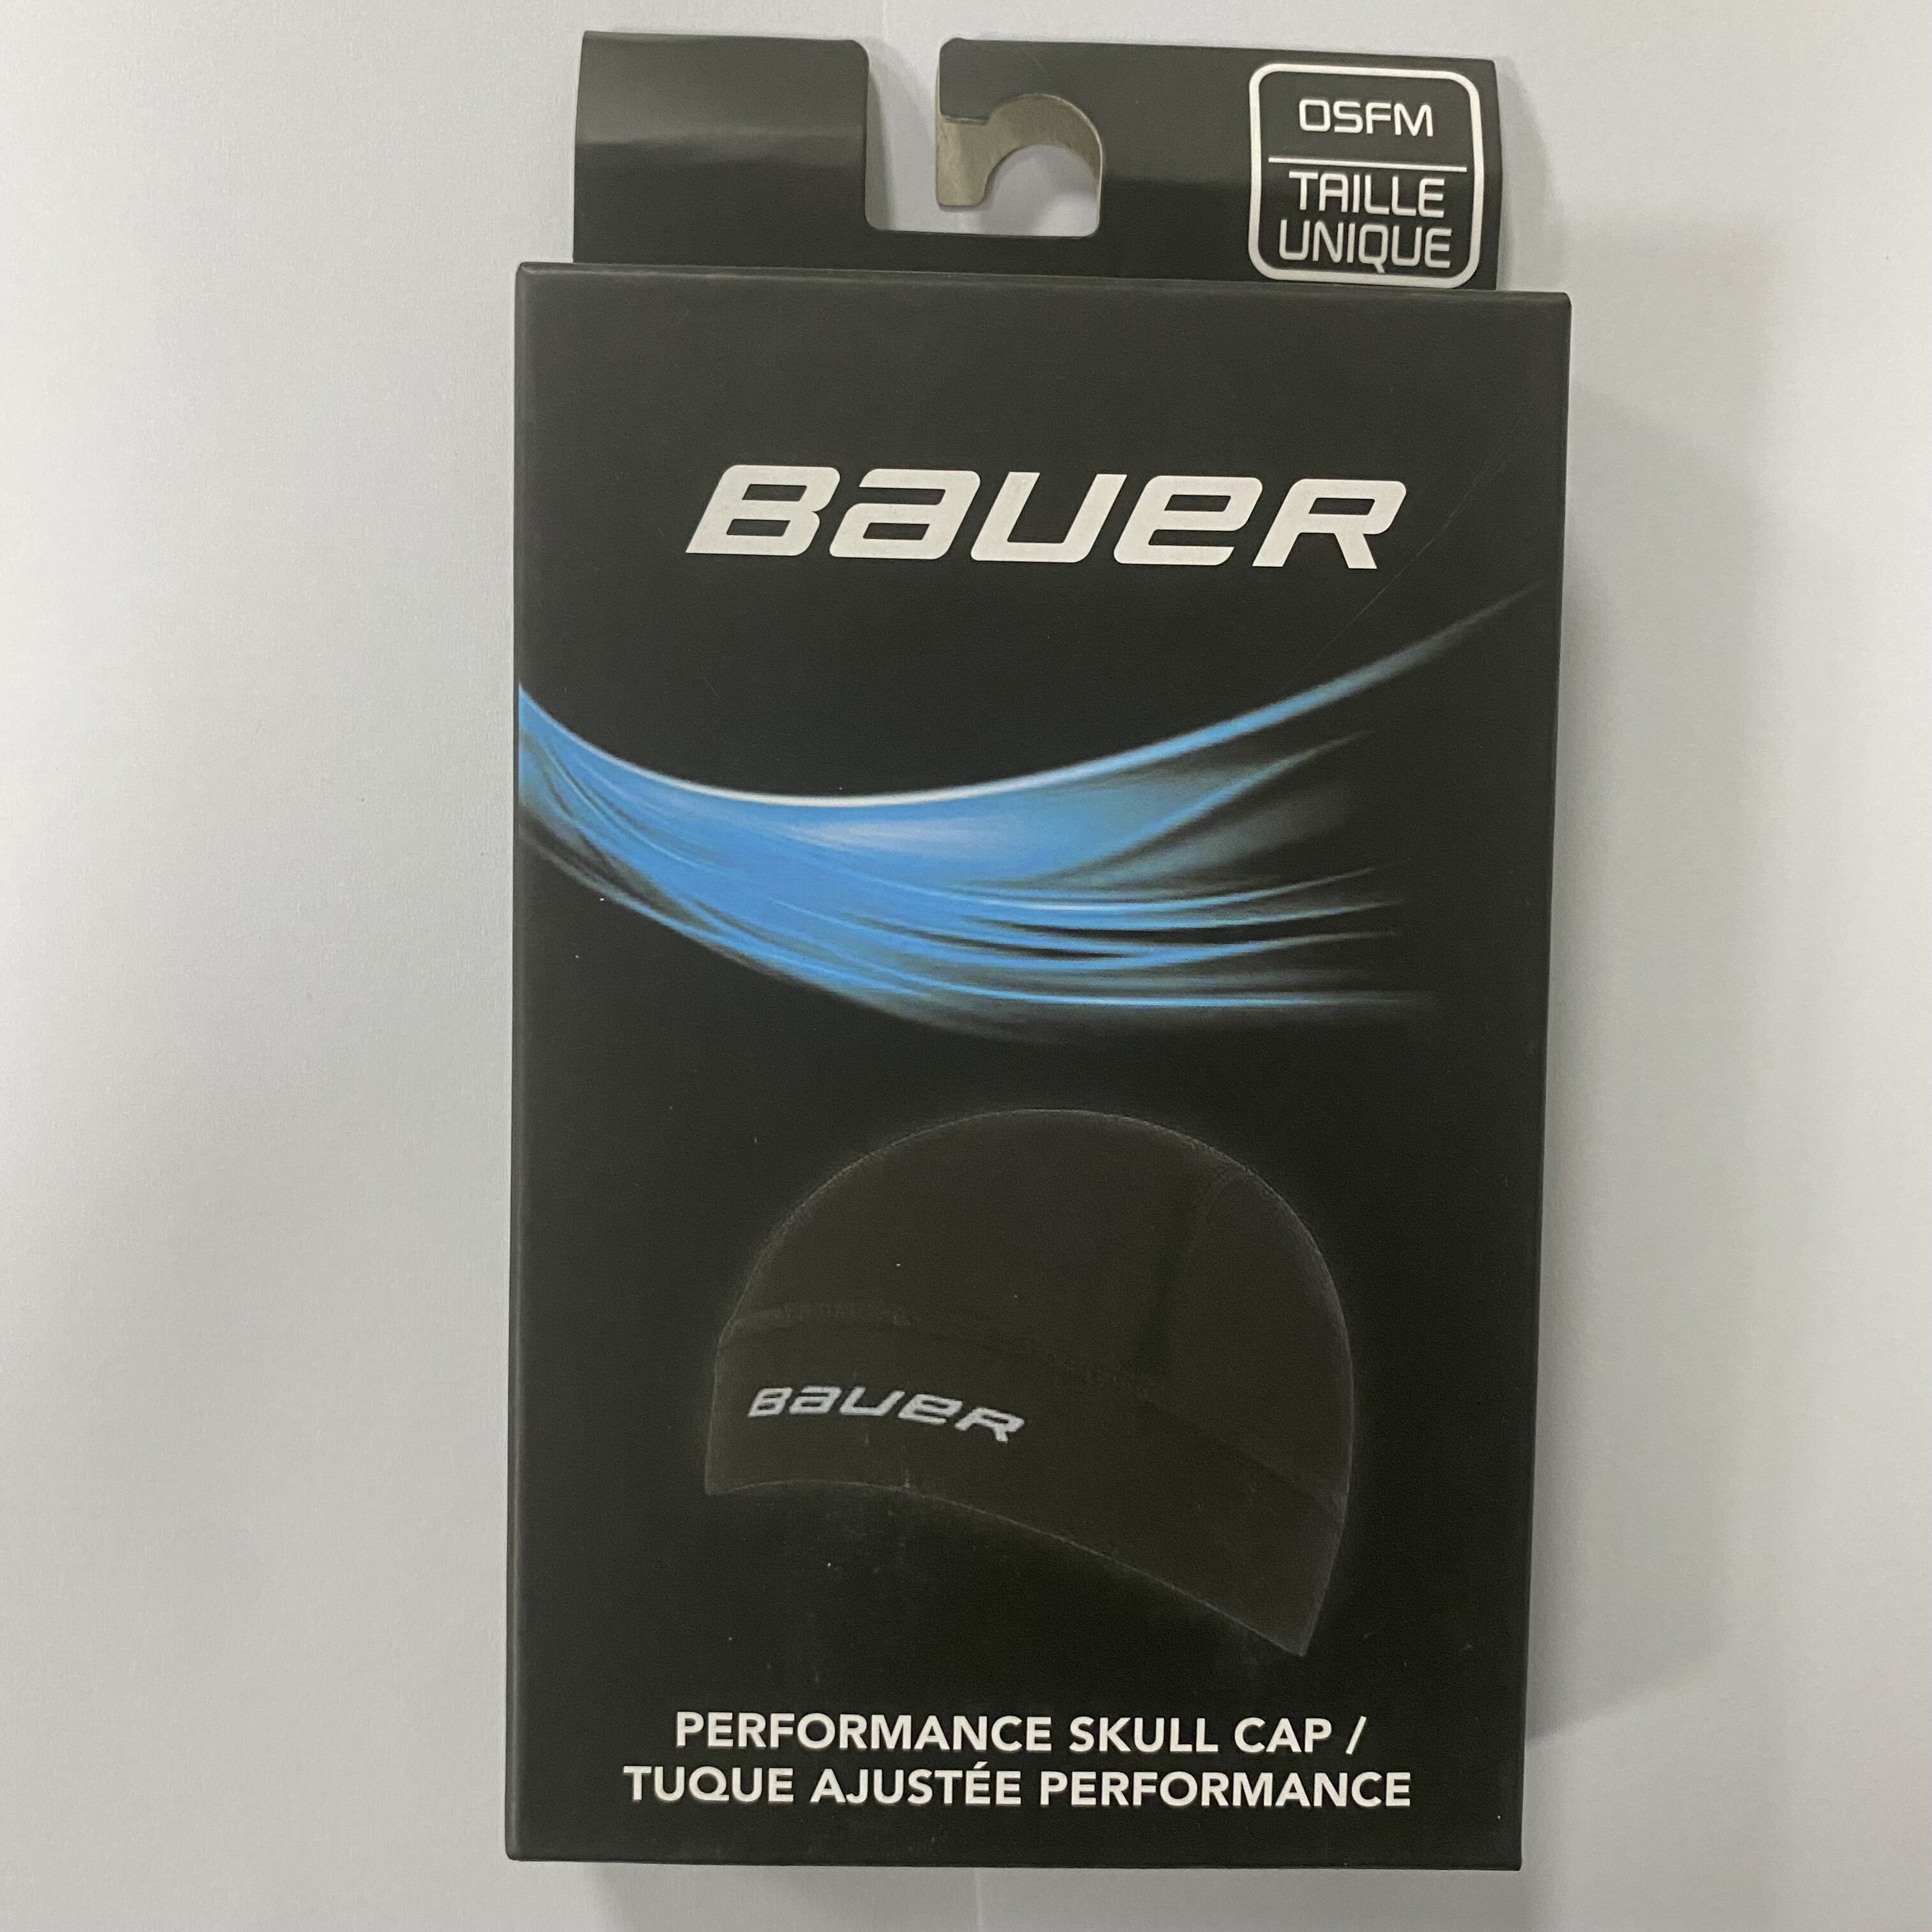 OSFM
TAILLE
UNIQUE
BAUER
BAUER
PERFORMANCE SKULL CAP /
TUQUE AJUSTÉE PERFORMANCE